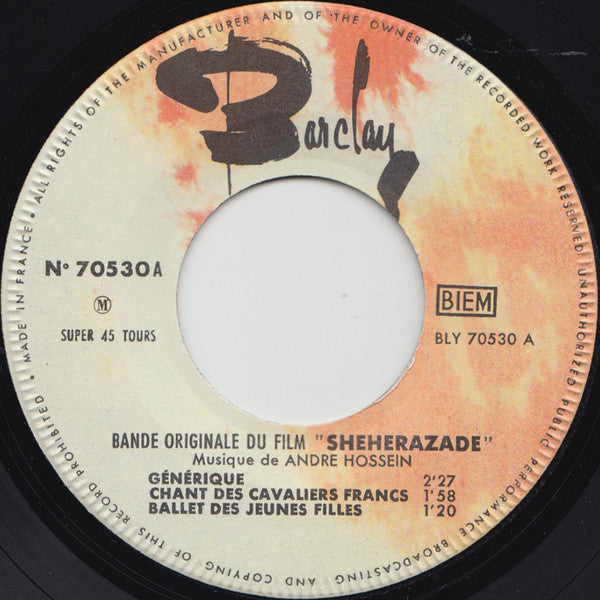 ALL RIGHTS OF THE MANUFACTURER AND OF THE OWNER OF THE RECORDED WORK RESERVED UNAUTHORIZED PUBLIC PERFORMANCE BROADCASTING AND COPYING OF THIS RECORD PROHIBITED • MADE IN FRANCE •
Barclay
N° 70530 A
M
SUPER 45 TOURS
BIEM
BLY 70530 A
BANDE ORIGINALE DU FILM "SHEHERAZADE"
Musique de ANDRE HOSSEIN
GÉNÉRIQUE 2'27
CHANT DES CAVALIERS FRANCS 1'58
BALLET DES JEUNES FILLES 1'20